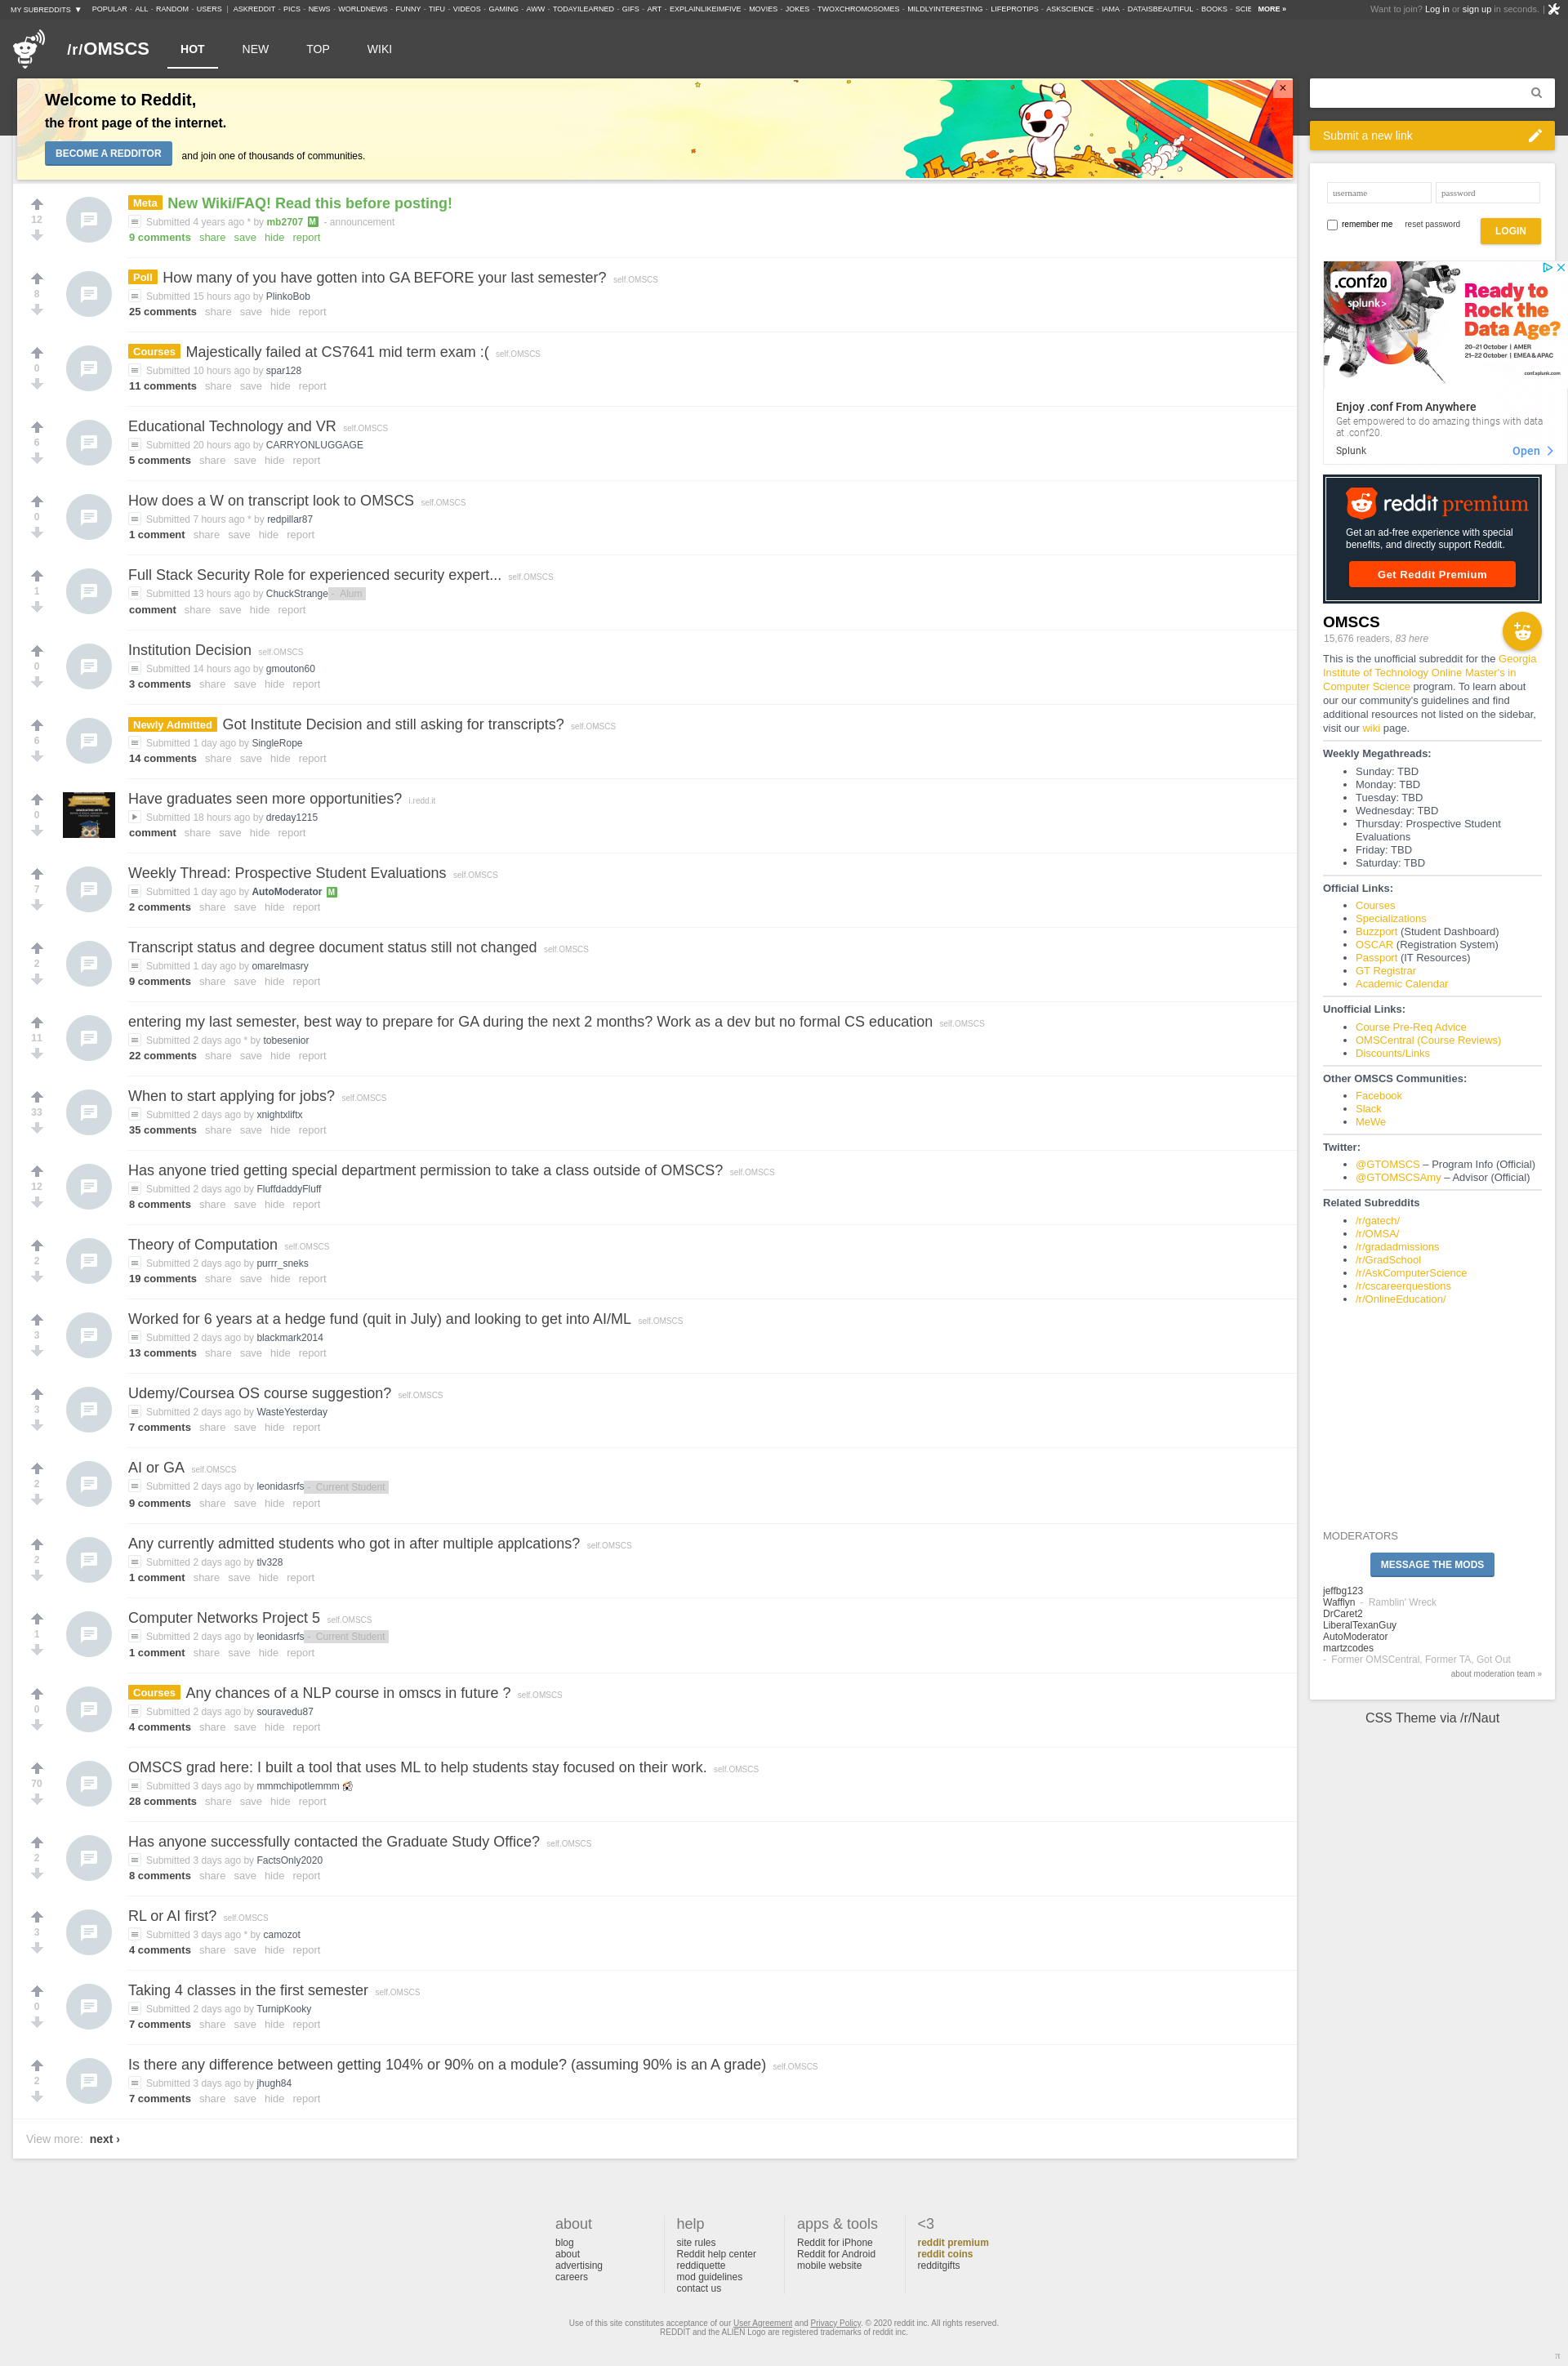 MY SUBREDDITS ▼ POPULAR - ALL - RANDOM - USERS | ASKREDDIT - PICS - NEWS - WORLDNEWS - FUNNY - TIFU - VIDEOS - GAMING - AWW - TODAYILEARNED - GIFS - ART - EXPLAINLIKEIMFIVE - MOVIES - JOKES - TWOXCHROMOSOMES - MILDLYINTERESTING - LIFEPROTIPS - ASKSCIENCE - IAMA - DATAISBEAUTIFUL - BOOKS - SCIE MORE »
Want to join? Log in or sign up in seconds. |
/r/OMSCS HOT NEW TOP WIKI
Welcome to Reddit,
the front page of the internet.
BECOME A REDDITOR and join one of thousands of communities.
×
12
Meta New Wiki/FAQ! Read this before posting!
Submitted 4 years ago * by mb2707 M - announcement
9 comments share save hide report
8
Poll How many of you have gotten into GA BEFORE your last semester? self.OMSCS
Submitted 15 hours ago by PlinkoBob
25 comments share save hide report
0
Courses Majestically failed at CS7641 mid term exam :( self.OMSCS
Submitted 10 hours ago by spar128
11 comments share save hide report
6
Educational Technology and VR self.OMSCS
Submitted 20 hours ago by CARRYONLUGGAGE
5 comments share save hide report
0
How does a W on transcript look to OMSCS self.OMSCS
Submitted 7 hours ago * by redpillar87
1 comment share save hide report
1
Full Stack Security Role for experienced security expert... self.OMSCS
Submitted 13 hours ago by ChuckStrange - Alum
comment share save hide report
0
Institution Decision self.OMSCS
Submitted 14 hours ago by gmouton60
3 comments share save hide report
6
Newly Admitted Got Institute Decision and still asking for transcripts? self.OMSCS
Submitted 1 day ago by SingleRope
14 comments share save hide report
0
Have graduates seen more opportunities? i.redd.it
Submitted 18 hours ago by dreday1215
comment share save hide report
7
Weekly Thread: Prospective Student Evaluations self.OMSCS
Submitted 1 day ago by AutoModerator M
2 comments share save hide report
2
Transcript status and degree document status still not changed self.OMSCS
Submitted 1 day ago by omarelmasry
9 comments share save hide report
11
entering my last semester, best way to prepare for GA during the next 2 months? Work as a dev but no formal CS education self.OMSCS
Submitted 2 days ago * by tobesenior
22 comments share save hide report
33
When to start applying for jobs? self.OMSCS
Submitted 2 days ago by xnightxliftx
35 comments share save hide report
12
Has anyone tried getting special department permission to take a class outside of OMSCS? self.OMSCS
Submitted 2 days ago by FluffdaddyFluff
8 comments share save hide report
2
Theory of Computation self.OMSCS
Submitted 2 days ago by purrr_sneks
19 comments share save hide report
3
Worked for 6 years at a hedge fund (quit in July) and looking to get into AI/ML self.OMSCS
Submitted 2 days ago by blackmark2014
13 comments share save hide report
3
Udemy/Coursea OS course suggestion? self.OMSCS
Submitted 2 days ago by WasteYesterday
7 comments share save hide report
2
AI or GA self.OMSCS
Submitted 2 days ago by leonidasrfs - Current Student
9 comments share save hide report
2
Any currently admitted students who got in after multiple applcations? self.OMSCS
Submitted 2 days ago by tlv328
1 comment share save hide report
1
Computer Networks Project 5 self.OMSCS
Submitted 2 days ago by leonidasrfs - Current Student
1 comment share save hide report
0
Courses Any chances of a NLP course in omscs in future ? self.OMSCS
Submitted 2 days ago by souravedu87
4 comments share save hide report
70
OMSCS grad here: I built a tool that uses ML to help students stay focused on their work. self.OMSCS
Submitted 3 days ago by mmmchipotlemmm
28 comments share save hide report
2
Has anyone successfully contacted the Graduate Study Office? self.OMSCS
Submitted 3 days ago by FactsOnly2020
8 comments share save hide report
3
RL or AI first? self.OMSCS
Submitted 3 days ago * by camozot
4 comments share save hide report
0
Taking 4 classes in the first semester self.OMSCS
Submitted 2 days ago by TurnipKooky
7 comments share save hide report
2
Is there any difference between getting 104% or 90% on a module? (assuming 90% is an A grade) self.OMSCS
Submitted 3 days ago by jhugh84
7 comments share save hide report
View more: next ›
Submit a new link
username password
remember me reset password LOGIN
.conf20
splunk>
Ready to
Rock the
Data Age?
20–21 October | AMER
21–22 October | EMEA & APAC
conf.splunk.com
Enjoy .conf From Anywhere
Get empowered to do amazing things with data
at .conf20.
Splunk Open
reddit premium
Get an ad-free experience with special
benefits, and directly support Reddit.
Get Reddit Premium
OMSCS
15,676 readers, 83 here
This is the unofficial subreddit for the Georgia
Institute of Technology Online Master's in
Computer Science program. To learn about
our our community's guidelines and find
additional resources not listed on the sidebar,
visit our wiki page.
Weekly Megathreads:
Sunday: TBD
Monday: TBD
Tuesday: TBD
Wednesday: TBD
Thursday: Prospective Student
Evaluations
Friday: TBD
Saturday: TBD
Official Links:
Courses
Specializations
Buzzport (Student Dashboard)
OSCAR (Registration System)
Passport (IT Resources)
GT Registrar
Academic Calendar
Unofficial Links:
Course Pre-Req Advice
OMSCentral (Course Reviews)
Discounts/Links
Other OMSCS Communities:
Facebook
Slack
MeWe
Twitter:
@GTOMSCS – Program Info (Official)
@GTOMSCSAmy – Advisor (Official)
Related Subreddits
/r/gatech/
/r/OMSA/
/r/gradadmissions
/r/GradSchool
/r/AskComputerScience
/r/cscareerquestions
/r/OnlineEducation/
MODERATORS
MESSAGE THE MODS
jeffbg123
Wafflyn - Ramblin' Wreck
DrCaret2
LiberalTexanGuy
AutoModerator
martzcodes
- Former OMSCentral, Former TA, Got Out
about moderation team »
CSS Theme via /r/Naut
about
blog
about
advertising
careers
help
site rules
Reddit help center
reddiquette
mod guidelines
contact us
apps & tools
Reddit for iPhone
Reddit for Android
mobile website
<3
reddit premium
reddit coins
redditgifts
Use of this site constitutes acceptance of our User Agreement and Privacy Policy. © 2020 reddit inc. All rights reserved.
REDDIT and the ALIEN Logo are registered trademarks of reddit inc.
π